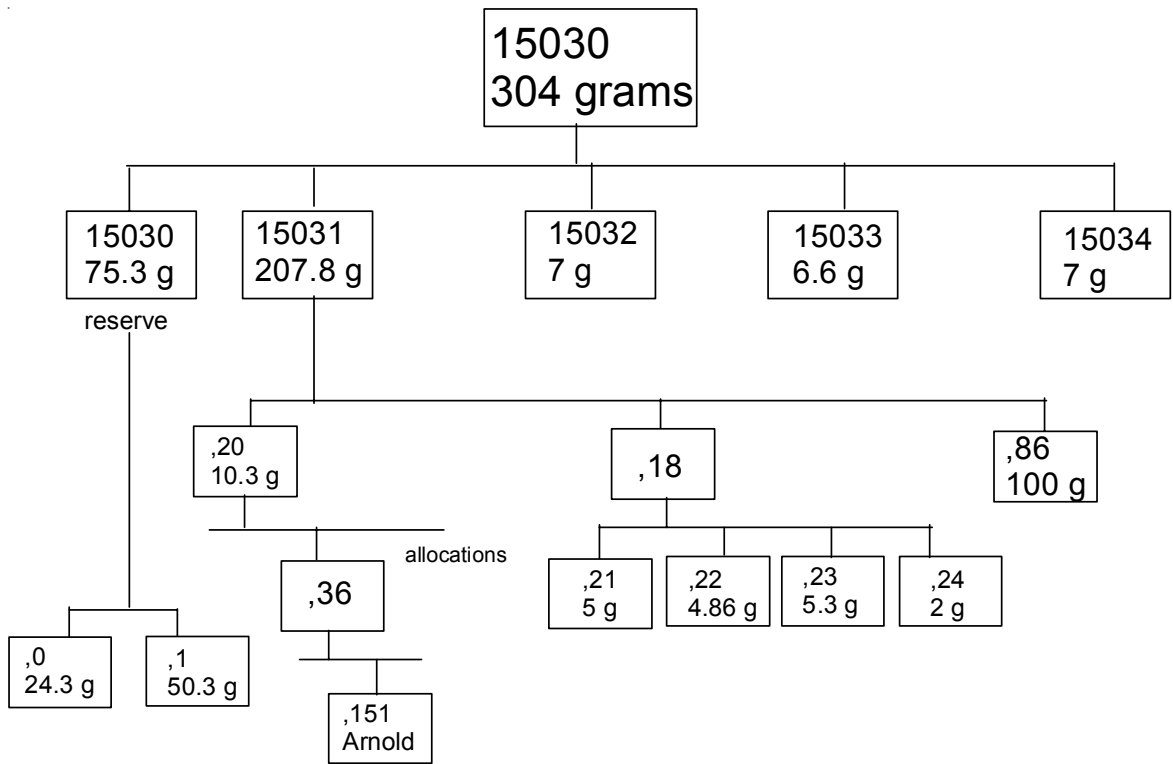 15030
304 grams
15030
75.3 g
reserve
15031
207.8 g
15032
7 g
15033
6.6 g
15034
7 g
,20
10.3 g
,18
,86
100 g
allocations
,36
,21
5 g
,22
4.86 g
,23
5.3 g
,24
2 g
,0
24.3 g
,1
50.3 g
,151
Arnold